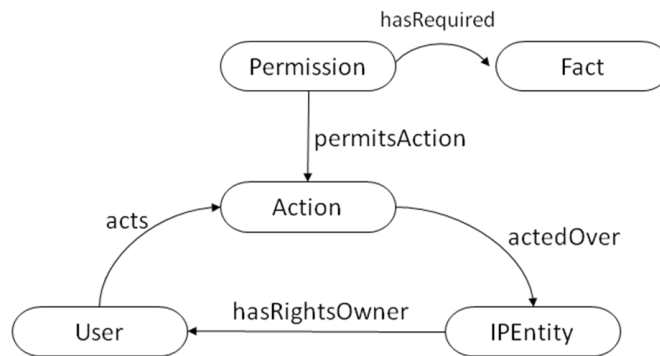 hasRequired
Permission
Fact
permitsAction
Action
acts
actedOver
hasRightsOwner
User
IPEntity